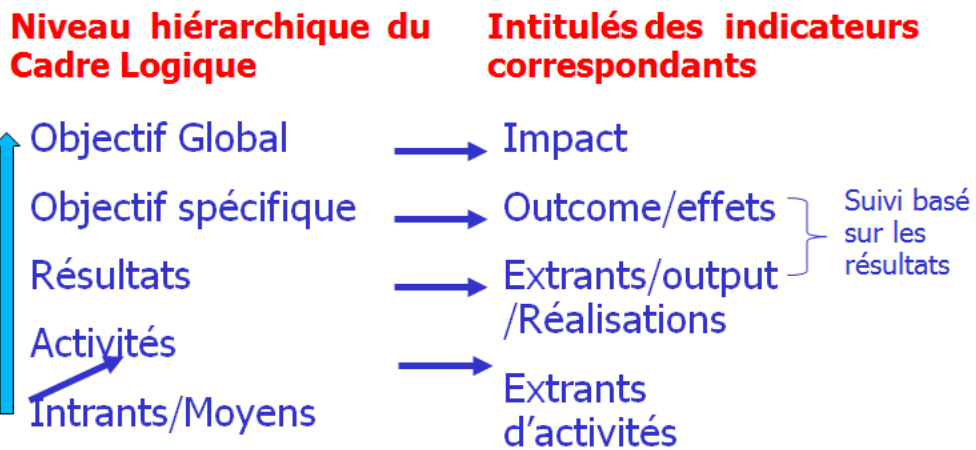 Niveau hiérarchique du
Cadre Logique
Intitulés des indicateurs
correspondants
Objectif Global
Impact
Objectif spécifique
Outcome/effets
Suivi basé
sur les
résultats
Résultats
Extrants/output
/Réalisations
Activités
Intrants/Moyens
Extrants
d'activités